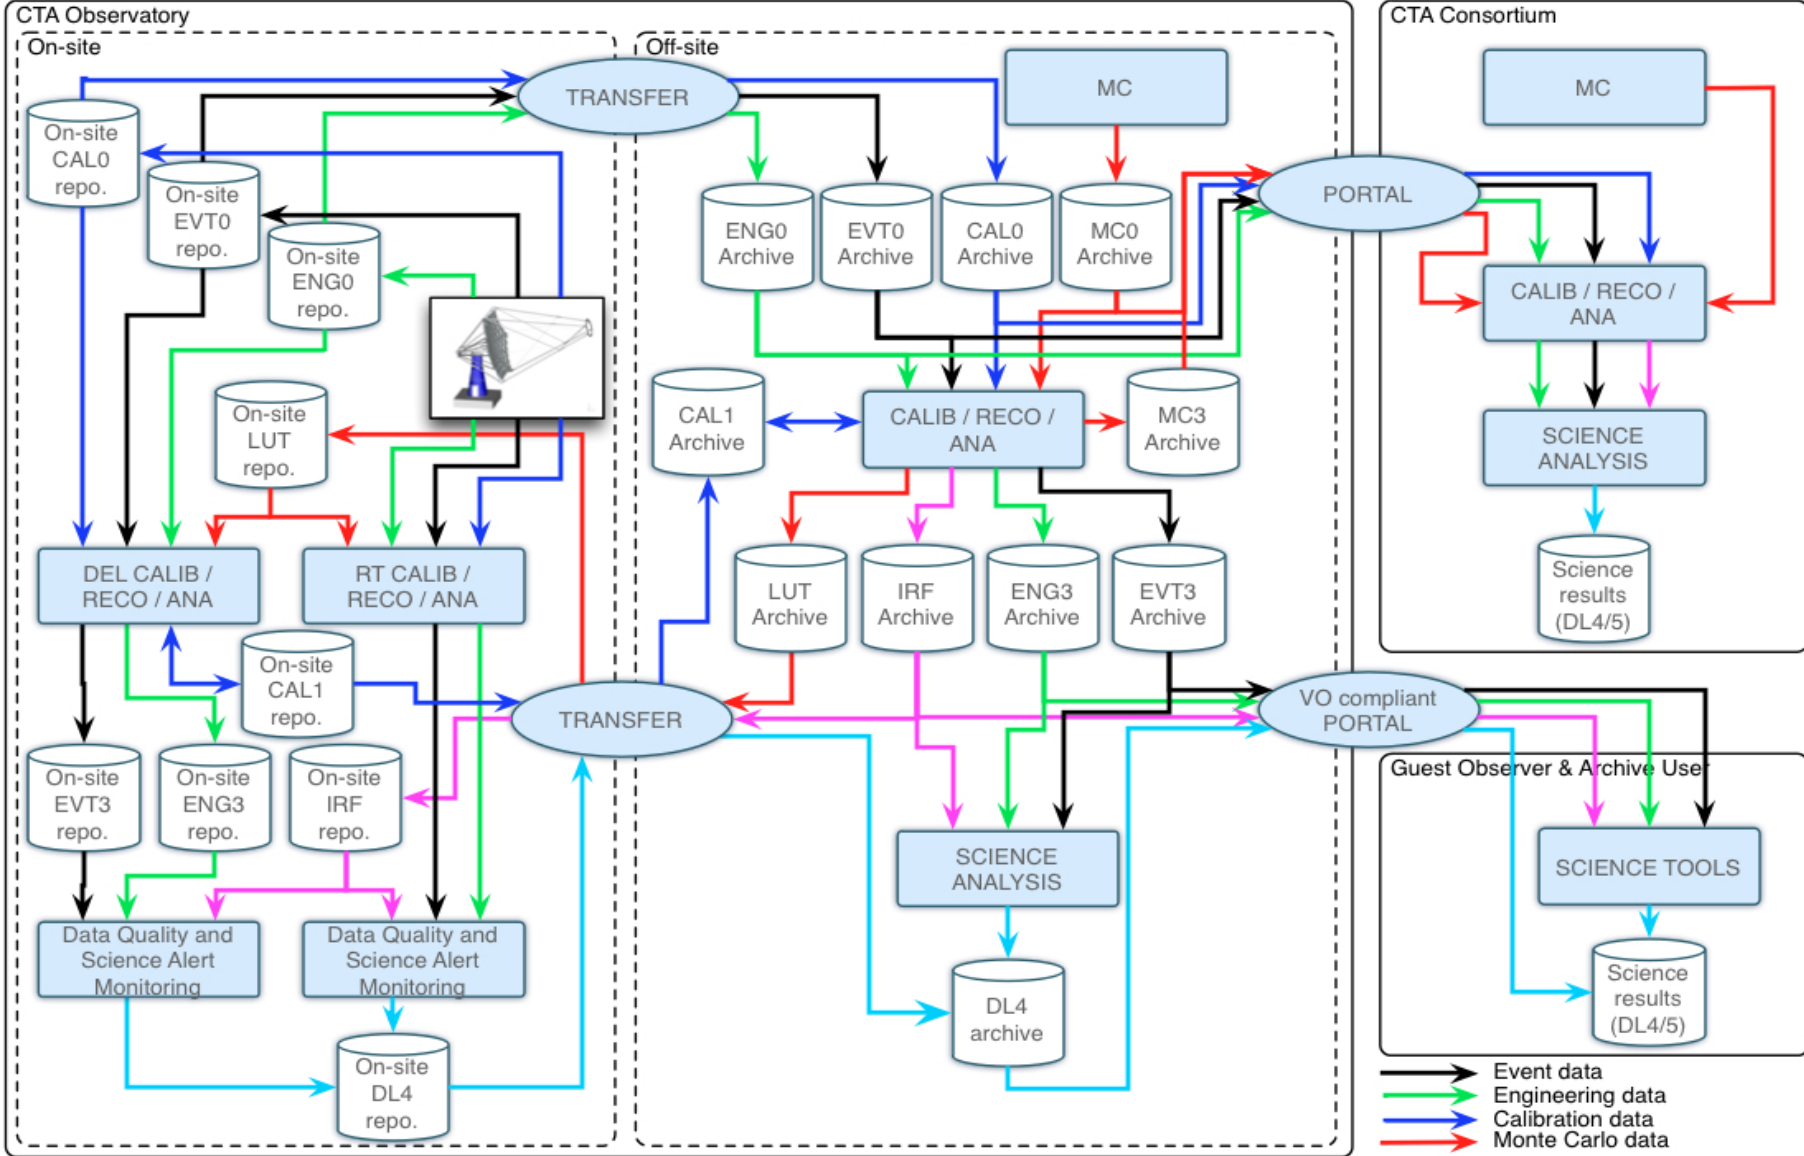 CTA Observatory
CTA Consortium
On-site
Off-site
TRANSFER
MC
MC
On-site
CAL0
repo.
On-site
EVT0
repo.
On-site
ENG0
repo.
ENG0
Archive
EVT0
Archive
CAL0
Archive
MC0
Archive
PORTAL
CALIB / RECO /
ANA
On-site
LUT
repo.
CAL1
Archive
CALIB / RECO /
ANA
MC3
Archive
SCIENCE
ANALYSIS
DEL CALIB /
RECO / ANA
RT CALIB /
RECO / ANA
LUT
Archive
IRF
Archive
ENG3
Archive
EVT3
Archive
Science
results
(DL4/5)
On-site
CAL1
repo.
TRANSFER
VO compliant
PORTAL
On-site
EVT3
repo.
On-site
ENG3
repo.
On-site
IRF
repo.
Guest Observer & Archive User
SCIENCE
ANALYSIS
SCIENCE TOOLS
Data Quality and
Science Alert
Monitoring
Data Quality and
Science Alert
Monitoring
DL4
archive
Science
results
(DL4/5)
On-site
DL4
repo.
Event data
Engineering data
Calibration data
Monte Carlo data